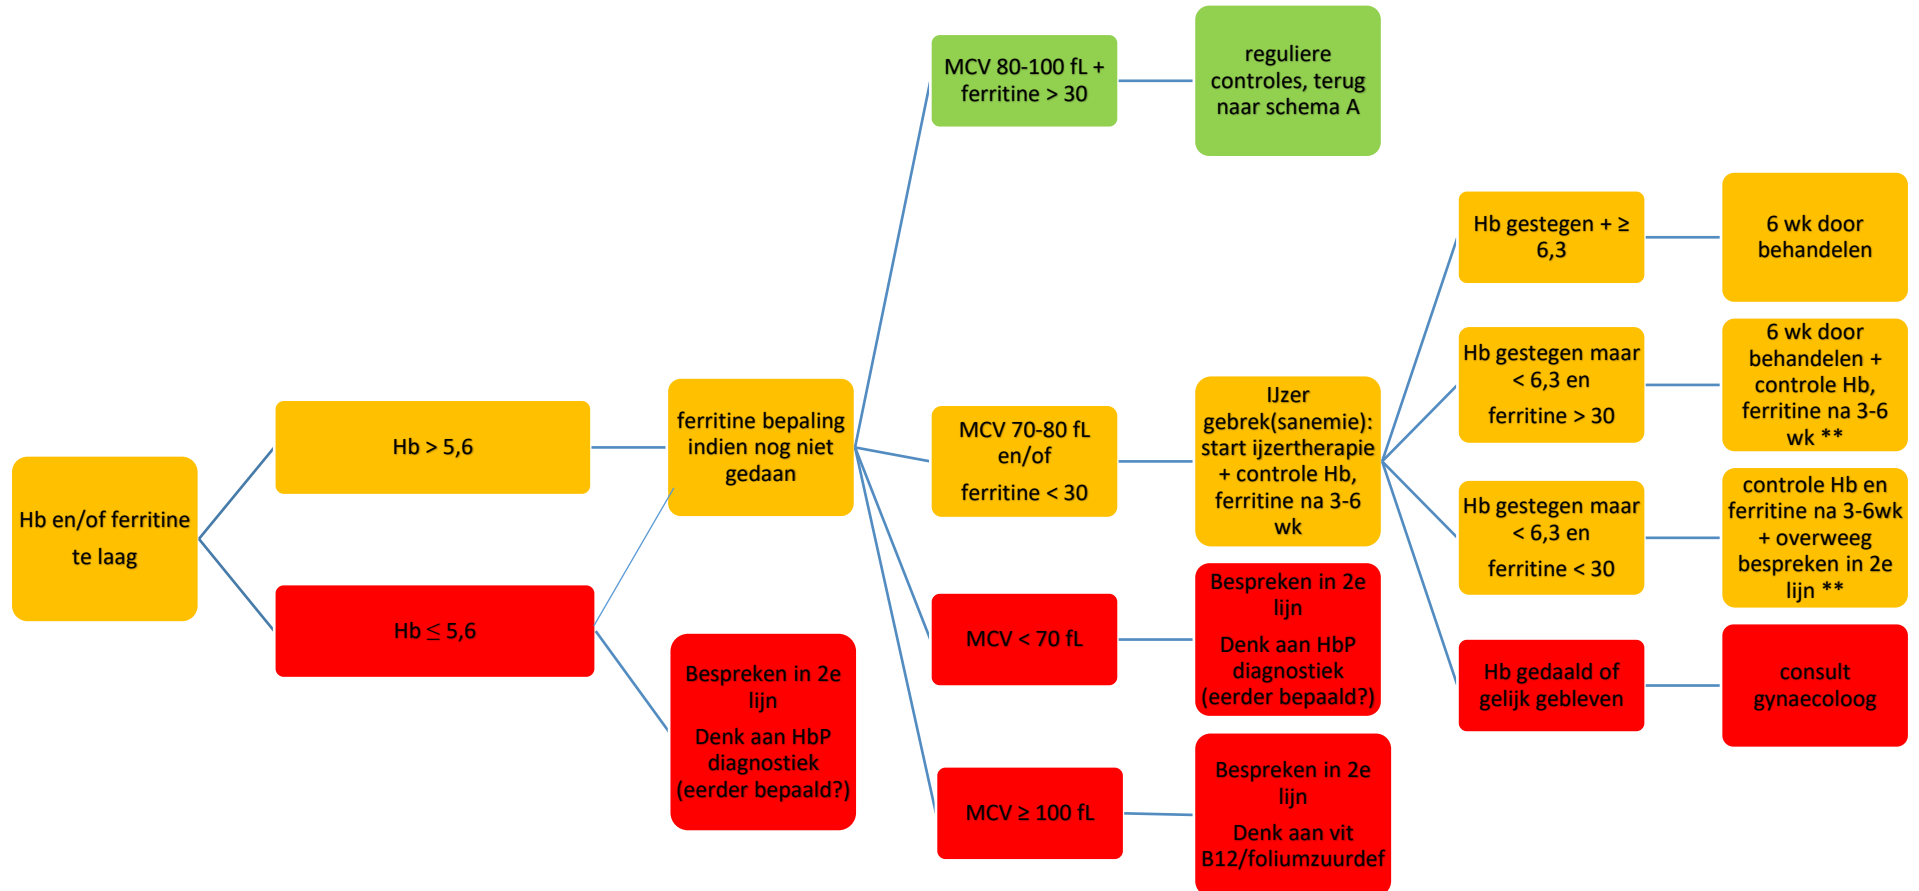 Hb en/of ferritine
te laag
Hb > 5,6
Hb ≤ 5,6
ferritine bepaling
indien nog niet
gedaan
Bespreken in 2e
lijn
Denk aan HbP
diagnostiek
(eerder bepaald?)
MCV 80-100 fL +
ferritine > 30
reguliere
controles, terug
naar schema A
MCV 70-80 fL
en/of
ferritine < 30
IJzer
gebrek(sanemie):
start ijzertherapie
+ controle Hb,
ferritine na 3-6
wk
MCV < 70 fL
Bespreken in 2e
lijn
Denk aan HbP
diagnostiek
(eerder bepaald?)
MCV ≥ 100 fL
Bespreken in 2e
lijn
Denk aan vit
B12/foliumzuurdef
Hb gestegen + ≥
6,3
6 wk door
behandelen
Hb gestegen maar
< 6,3 en
ferritine > 30
6 wk door
behandelen +
controle Hb,
ferritine na 3-6
wk **
Hb gestegen maar
< 6,3 en
ferritine < 30
controle Hb en
ferritine na 3-6wk
+ overweeg
bespreken in 2e
lijn **
Hb gedaald of
gelijk gebleven
consult
gynaecoloog